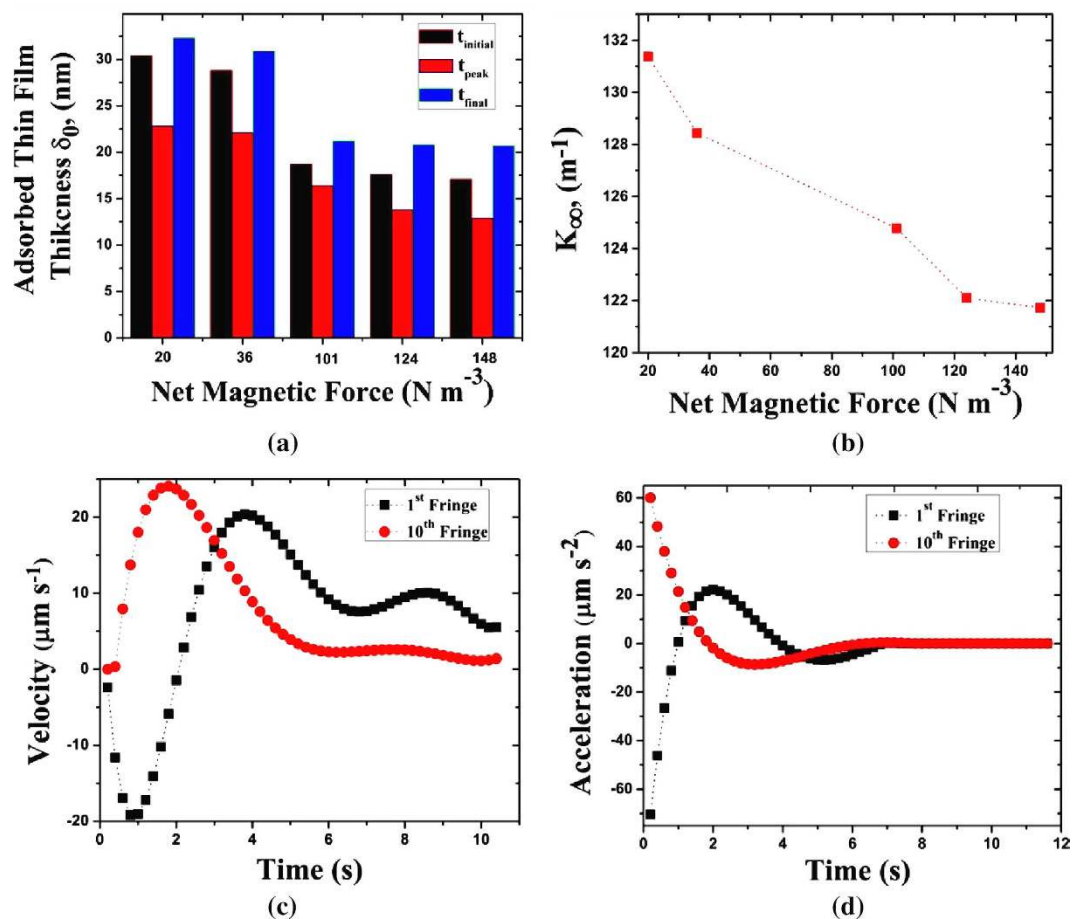 Adsorbed Thin Film
Thikcness δ₀, (nm)
30
25
20
15
10
5
0
t_initial
t_peak
t_final
20 36 101 124 148
Net Magnetic Force (N m⁻³)
(a)
K∞, (m⁻¹)
132
130
128
126
124
122
120
20 40 60 80 100 120 140
Net Magnetic Force (N m⁻³)
(b)
Velocity (µm s⁻¹)
20
10
0
-10
-20
1st Fringe
10th Fringe
0 2 4 6 8 10
Time (s)
(c)
Acceleration (µm s⁻²)
60
40
20
0
-20
-40
-60
1st Fringe
10th Fringe
0 2 4 6 8 10 12
Time (s)
(d)